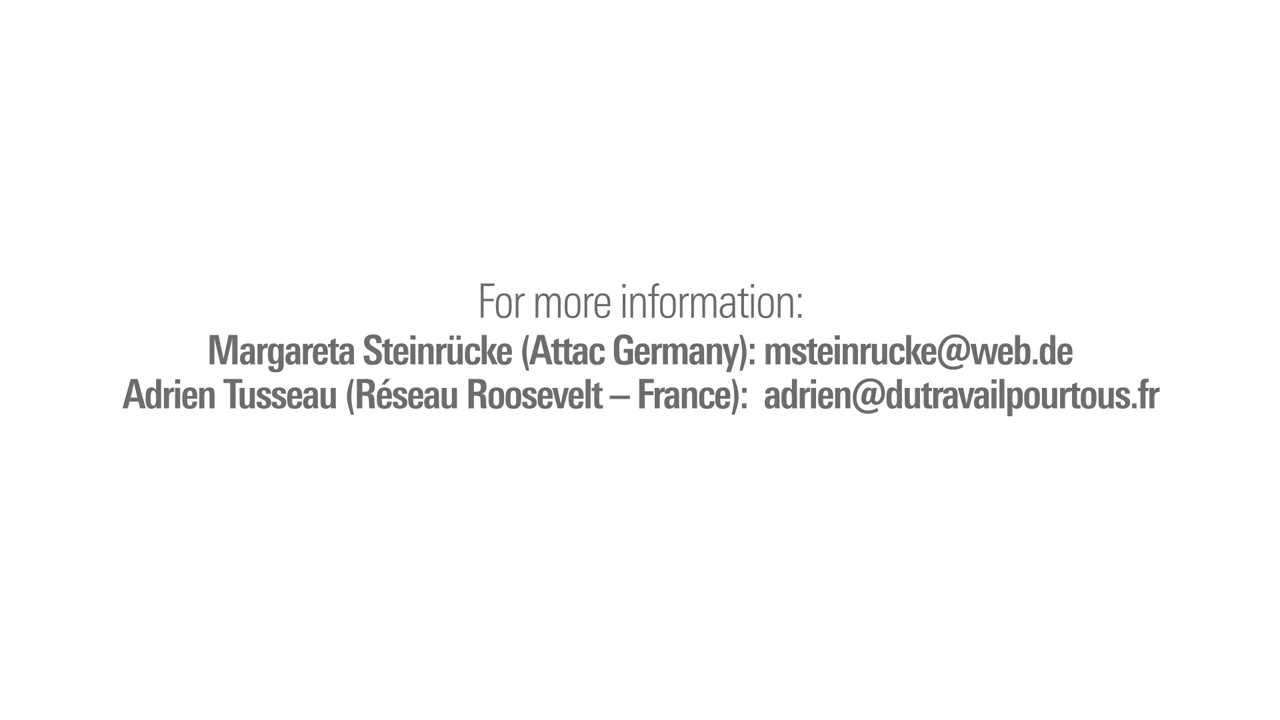 For more information:
Margareta Steinrücke (Attac Germany): msteinrucke@web.de
Adrien Tusseau (Réseau Roosevelt – France): adrien@dutravailpourtous.fr